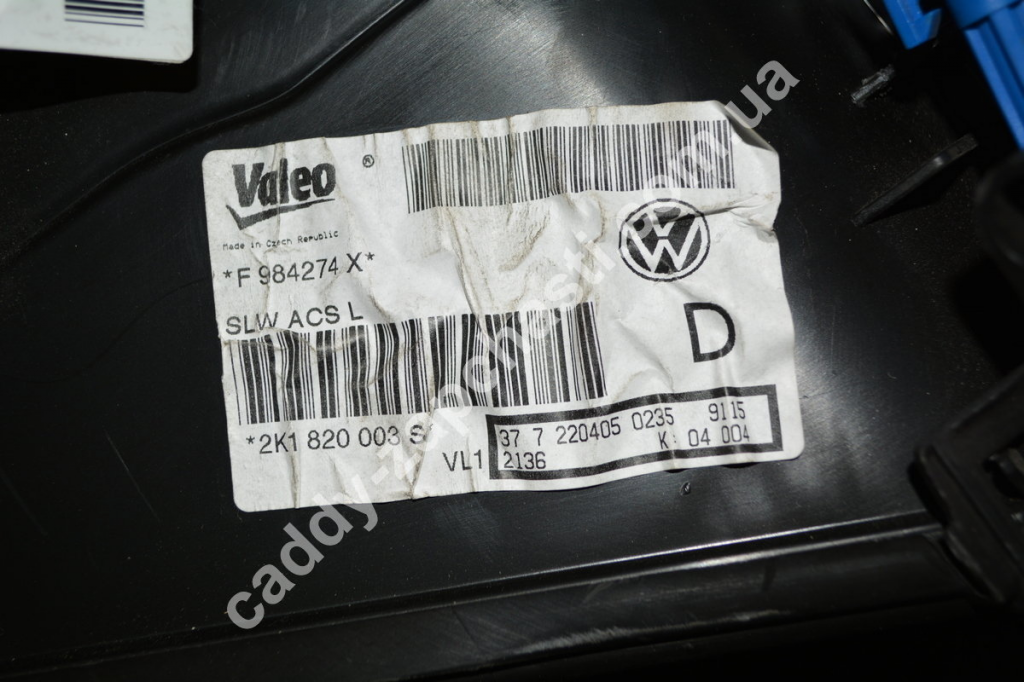 Valeo ®
Made in Czech Republic
*F 984274 X*
SLW ACS L
D
*2K1 820 003 S*
VL1
37 7 220405 0235 9115
2136 K: 04 004
caddy-zapchasti.com.ua